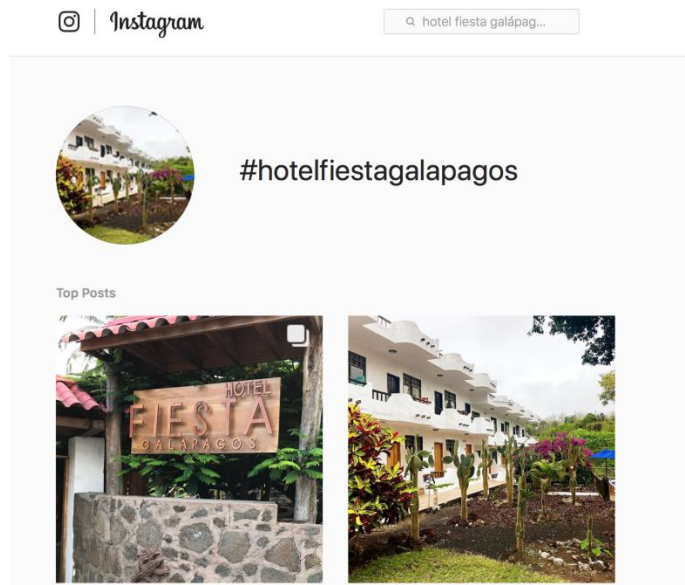 Instagram
hotel fiesta galápag...
#hotelfiestagalapagos
Top Posts
HOTEL
FIESTA
GALAPAGOS